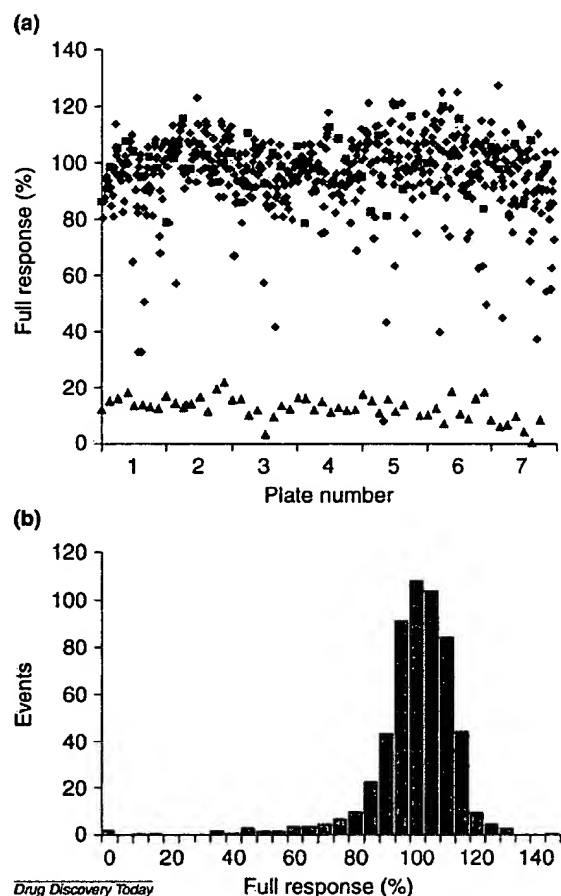 (a)
140
120
100
80
60
40
20
0
Full response (%)
1 2 3 4 5 6 7
Plate number
(b)
120
100
80
60
40
20
0
Events
0 20 40 60 80 100 120 140
Full response (%)
Drug Discovery Today